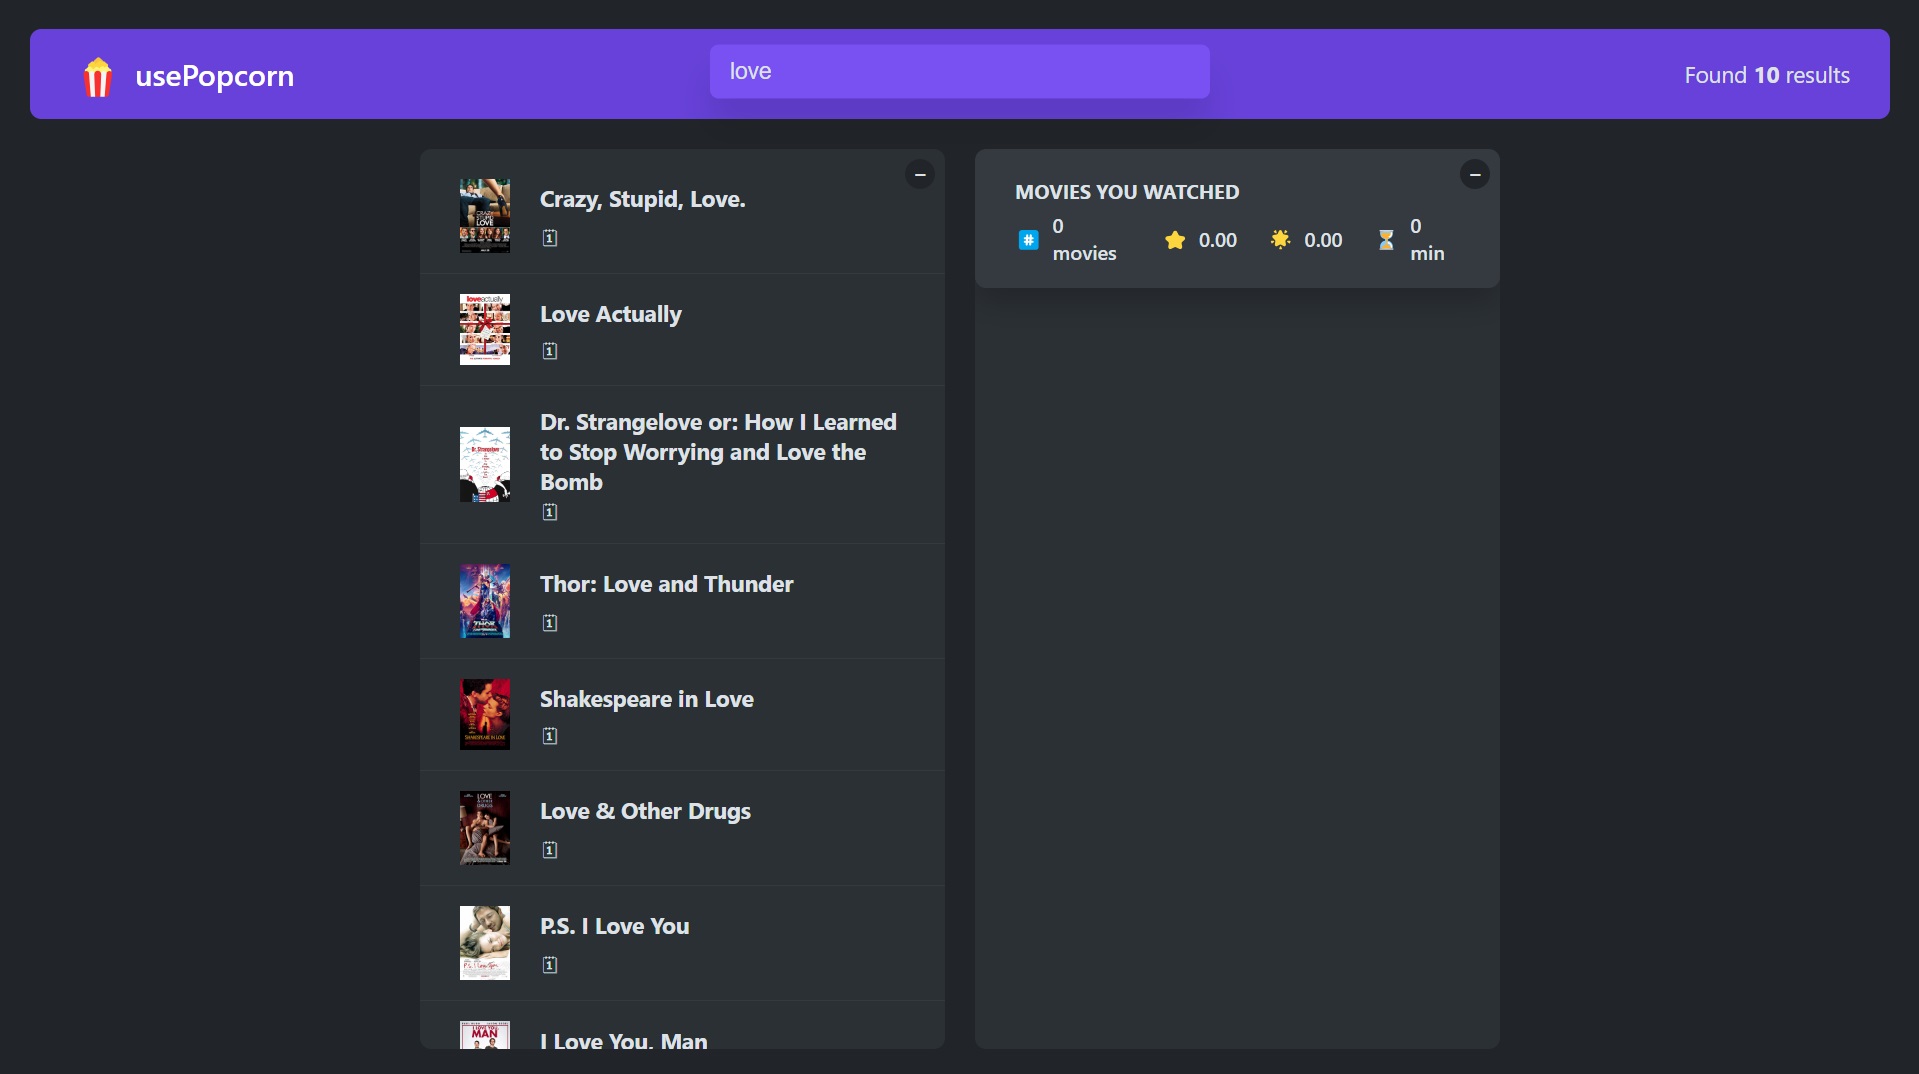 usePopcorn
love
Found 10 results
Crazy, Stupid, Love.
Love Actually
Dr. Strangelove or: How I Learned
to Stop Worrying and Love the
Bomb
Thor: Love and Thunder
Shakespeare in Love
Love & Other Drugs
P.S. I Love You
I Love You, Man
MOVIES YOU WATCHED
0
movies
0.00
0.00
0
min